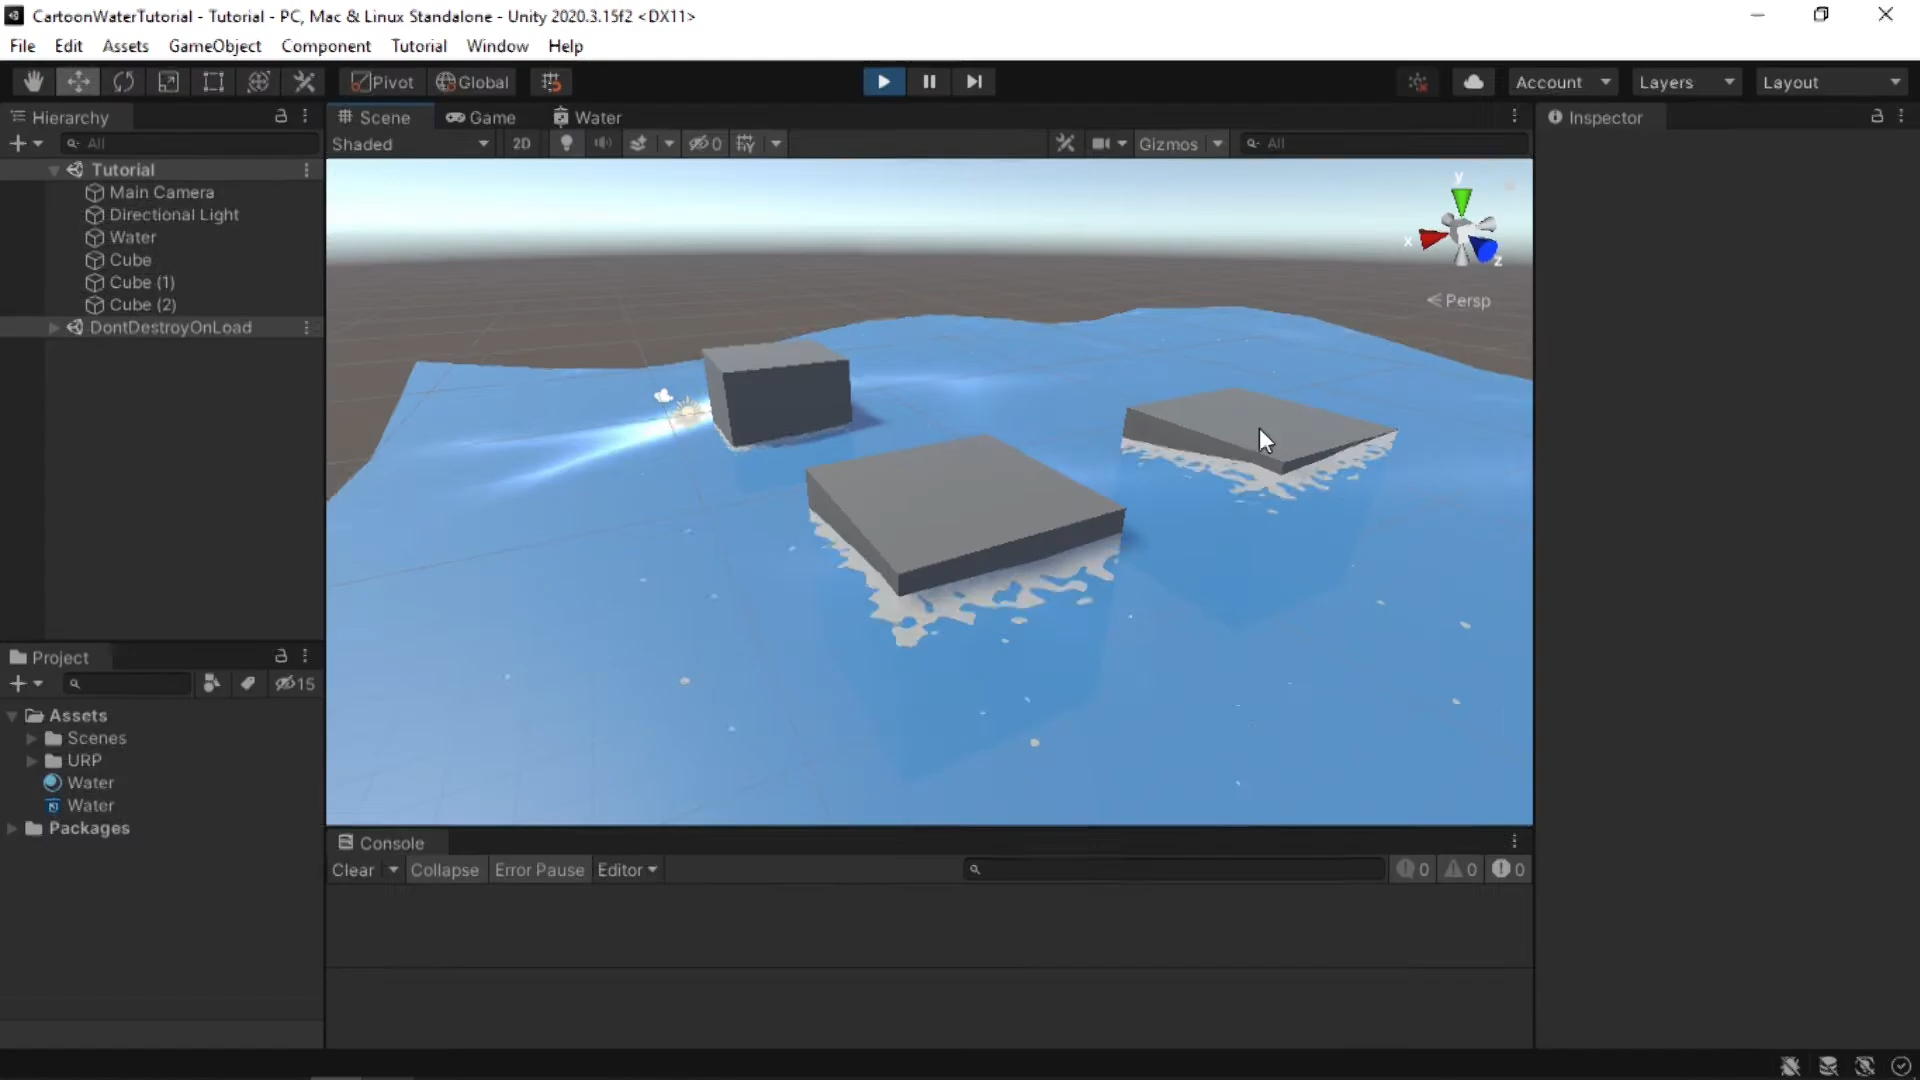 CartoonWaterTutorial - Tutorial - PC, Mac & Linux Standalone - Unity 2020.3.15f2 <DX11>
File Edit Assets GameObject Component Tutorial Window Help
Pivot Global Account Layers Layout
Hierarchy
All
Tutorial
Main Camera
Directional Light
Water
Cube
Cube (1)
Cube (2)
DontDestroyOnLoad
Scene Game Water
Shaded 2D 0 Gizmos All
y
x
z
Persp
Inspector
Project
15
Assets
Scenes
URP
Water
Water
Packages
Console
Clear Collapse Error Pause Editor 0 0 0